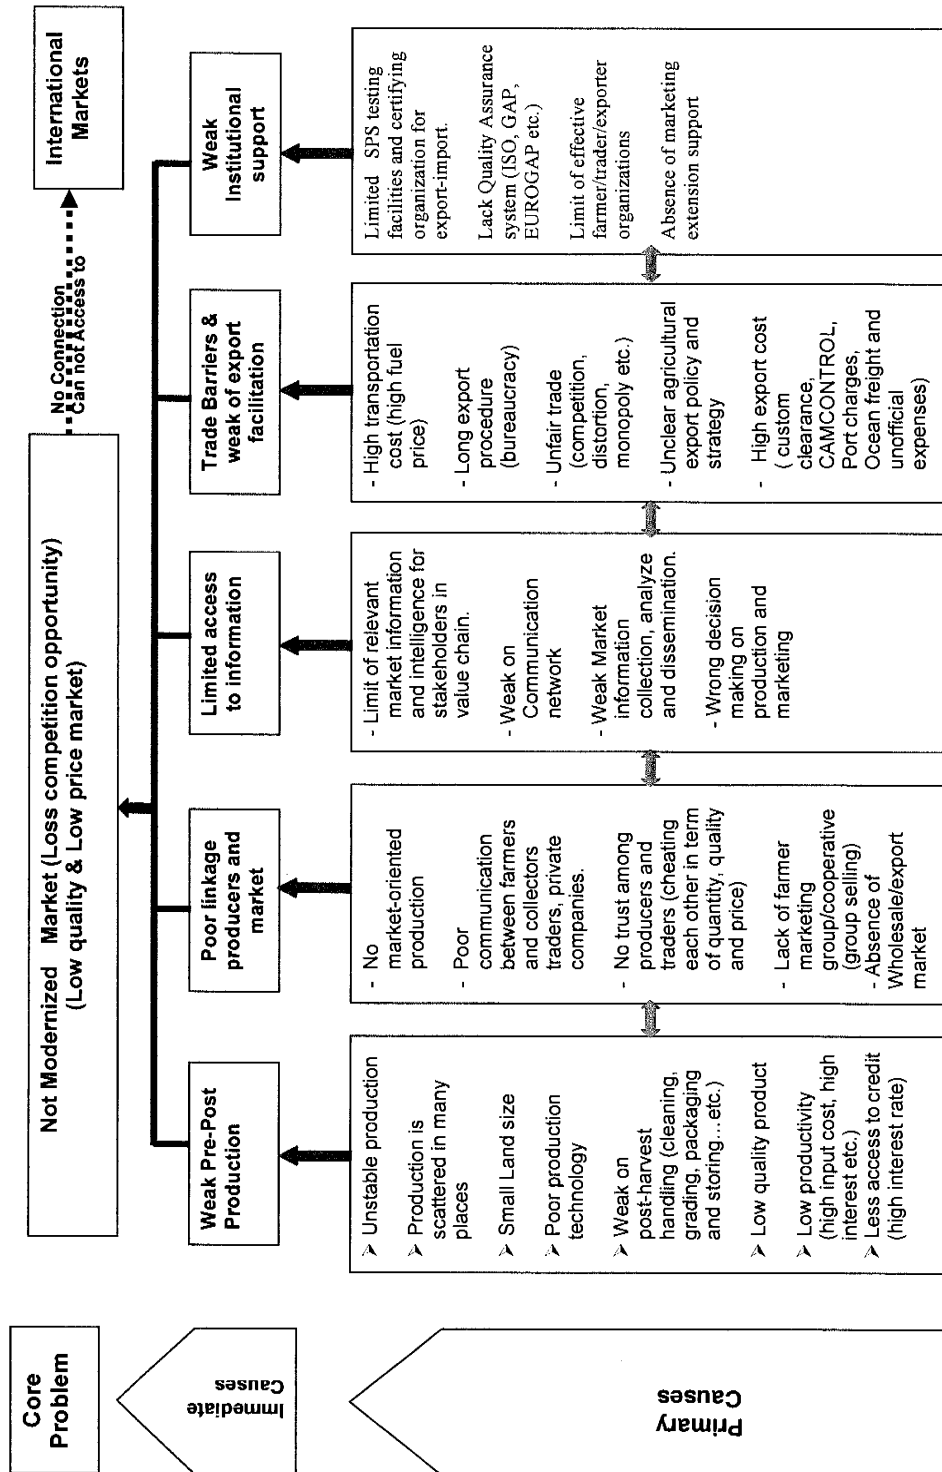 Core
Problem
Not Modernized Market (Loss competition opportunity)
(Low quality & Low price market)
No Connection
Can not Access to
International
Markets
Immediate
Causes
Weak Pre-Post
Production
Poor linkage
producers and
market
Limited access
to information
Trade Barriers &
weak of export
facilitation
Weak
Institutional
support
Primary
Causes
➢ Unstable production
➢ Production is
scattered in many
places
➢ Small Land size
➢ Poor production
technology
➢ Weak on
post-harvest
handling (cleaning,
grading, packaging
and storing...etc.)
➢ Low quality product
➢ Low productivity
(high input cost, high
interest etc.)
➢ Less access to credit
(high interest rate)
- No
market-oriented
production
- Poor
communication
between farmers
and collectors
traders, private
companies.
- No trust among
producers and
traders (cheating
each other in term
of quantity, quality
and price)
- Lack of farmer
marketing
group/cooperative
(group selling)
- Absence of
Wholesale/export
market
- Limit of relevant
market information
and intelligence for
stakeholders in
value chain.
- Weak on
Communication
network
- Weak Market
information
collection, analyze
and dissemination.
- Wrong decision
making on
production and
marketing
- High transportation
cost (high fuel
price)
- Long export
procedure
(bureaucracy)
- Unfair trade
(competition,
distortion,
monopoly etc.)
- Unclear agricultural
export policy and
strategy
- High export cost
( custom
clearance,
CAMCONTROL,
Port charges,
Ocean freight and
unofficial
expenses)
Limited SPS testing
facilities and certifying
organization for
export-import.
Lack Quality Assurance
system (ISO, GAP,
EUROGAP etc.)
Limit of effective
farmer/trader/exporter
organizations
Absence of marketing
extension support